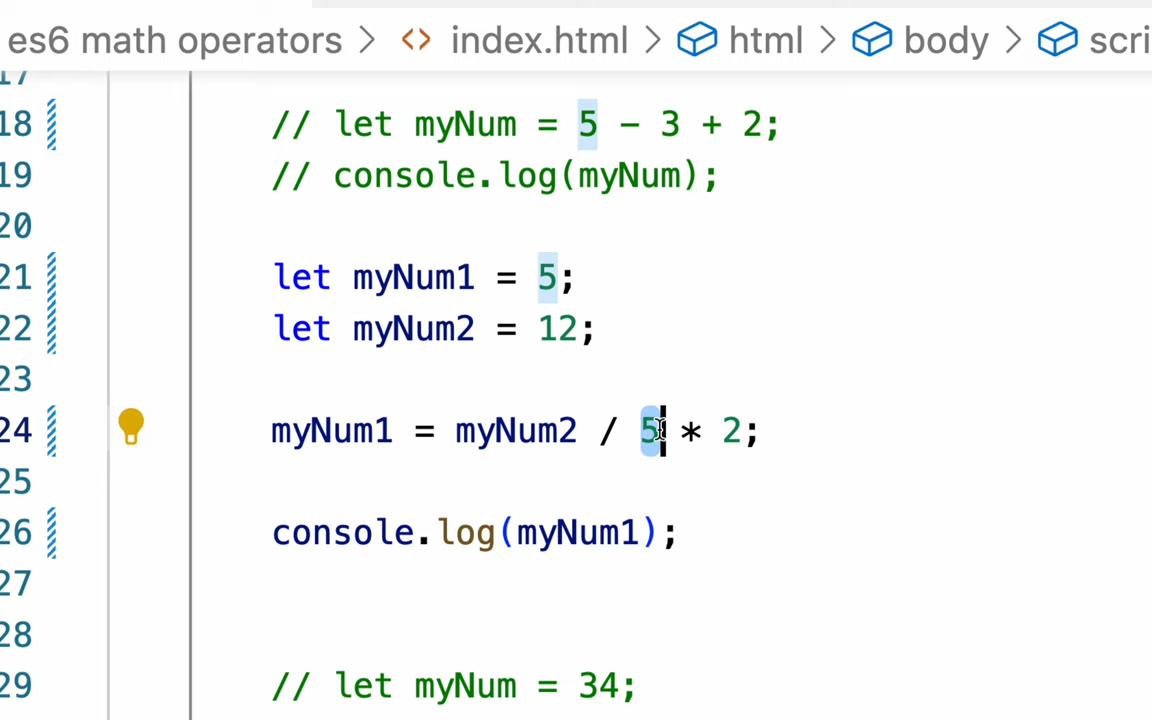 es6 math operators > <> index.html > html > body > scri
17
18 // let myNum = 5 - 3 + 2;
19 // console.log(myNum);
20
21 let myNum1 = 5;
22 let myNum2 = 12;
23
24 myNum1 = myNum2 / 5 * 2;
25
26 console.log(myNum1);
27
28
29 // let myNum = 34;